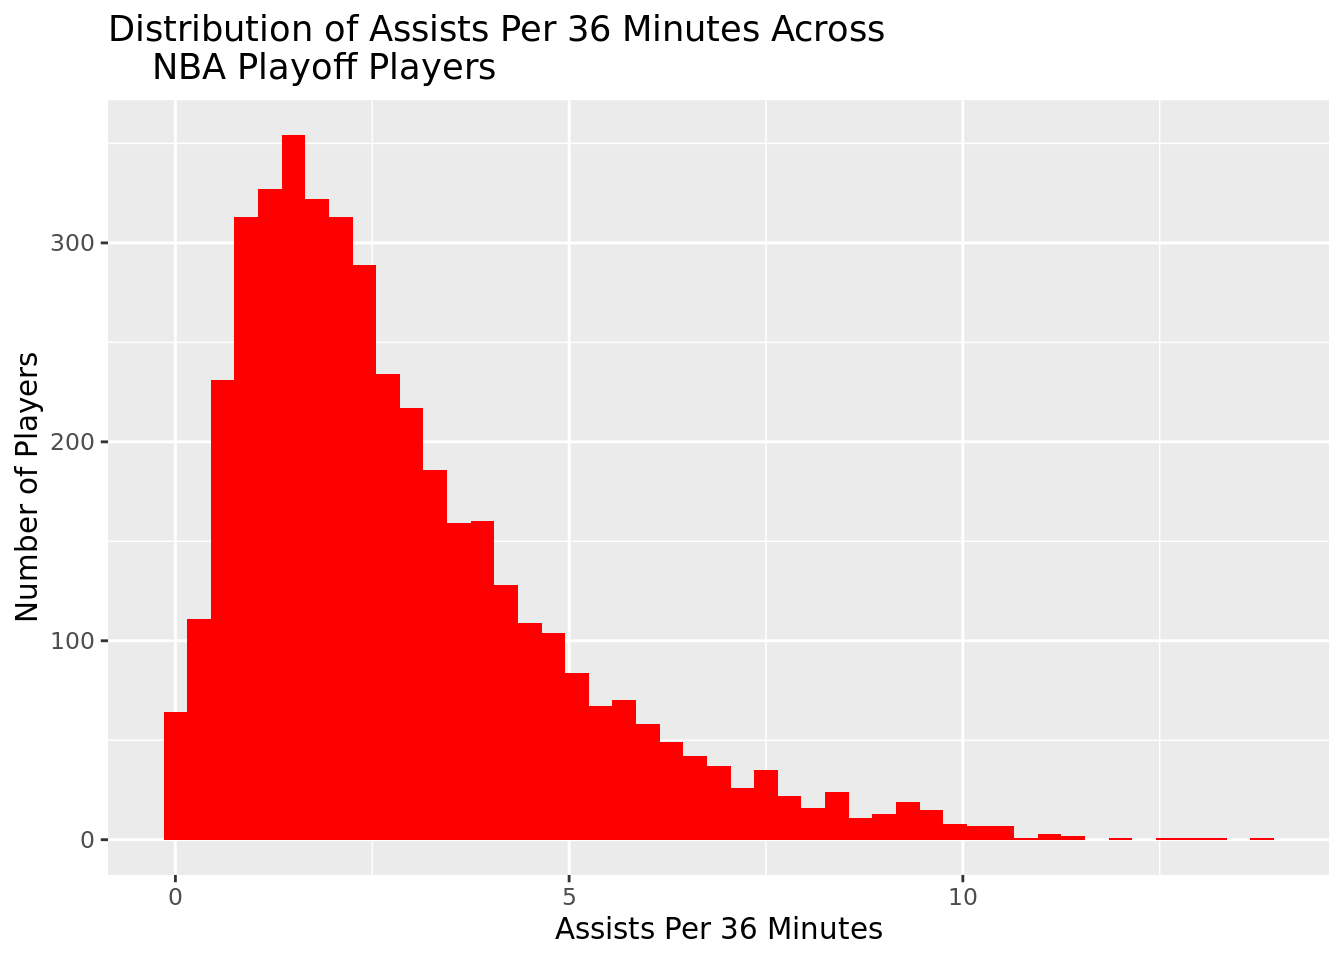 Distribution of Assists Per 36 Minutes Across
NBA Playoff Players
300
200
100
0
Number of Players
0 5 10
Assists Per 36 Minutes